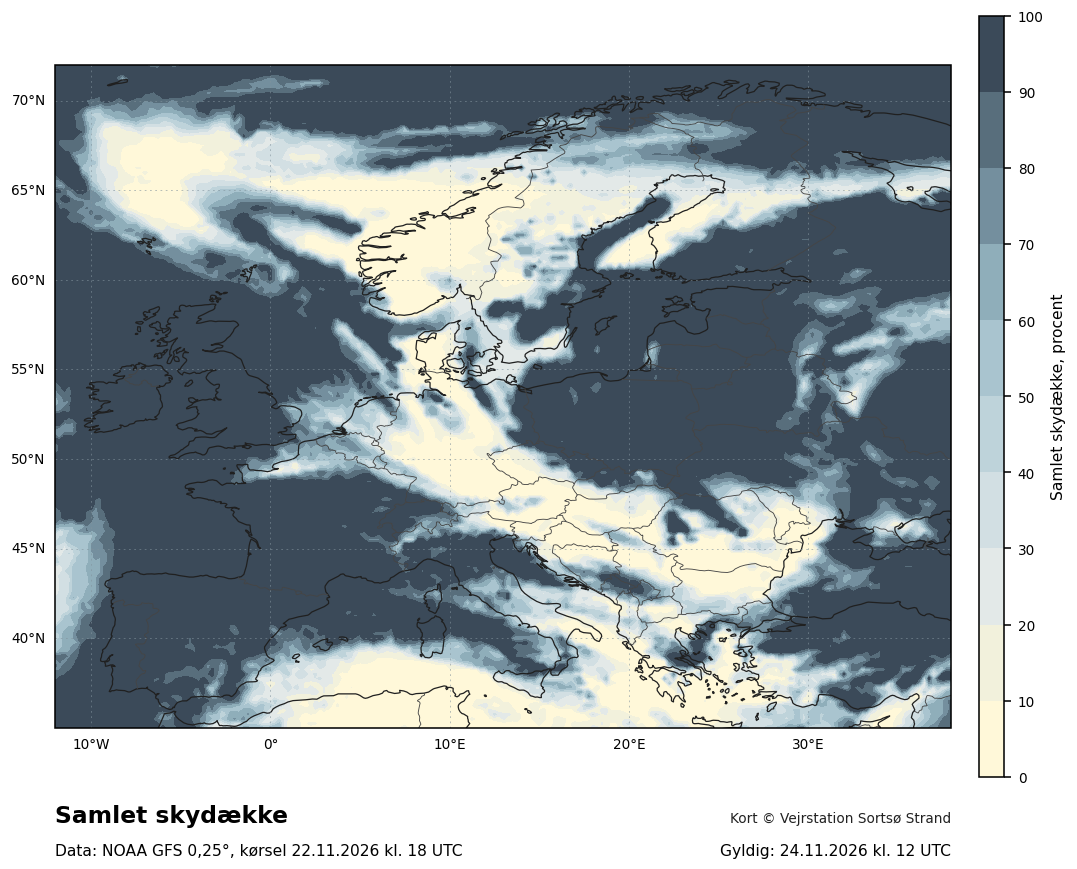 100
90
80
70
60
50
40
30
20
10
0
Samlet skydække, procent
70°N
65°N
60°N
55°N
50°N
45°N
40°N
10°W
0°
10°E
20°E
30°E
Samlet skydække
Kort © Vejrstation Sortsø Strand
Data: NOAA GFS 0,25°, kørsel 22.11.2026 kl. 18 UTC
Gyldig: 24.11.2026 kl. 12 UTC